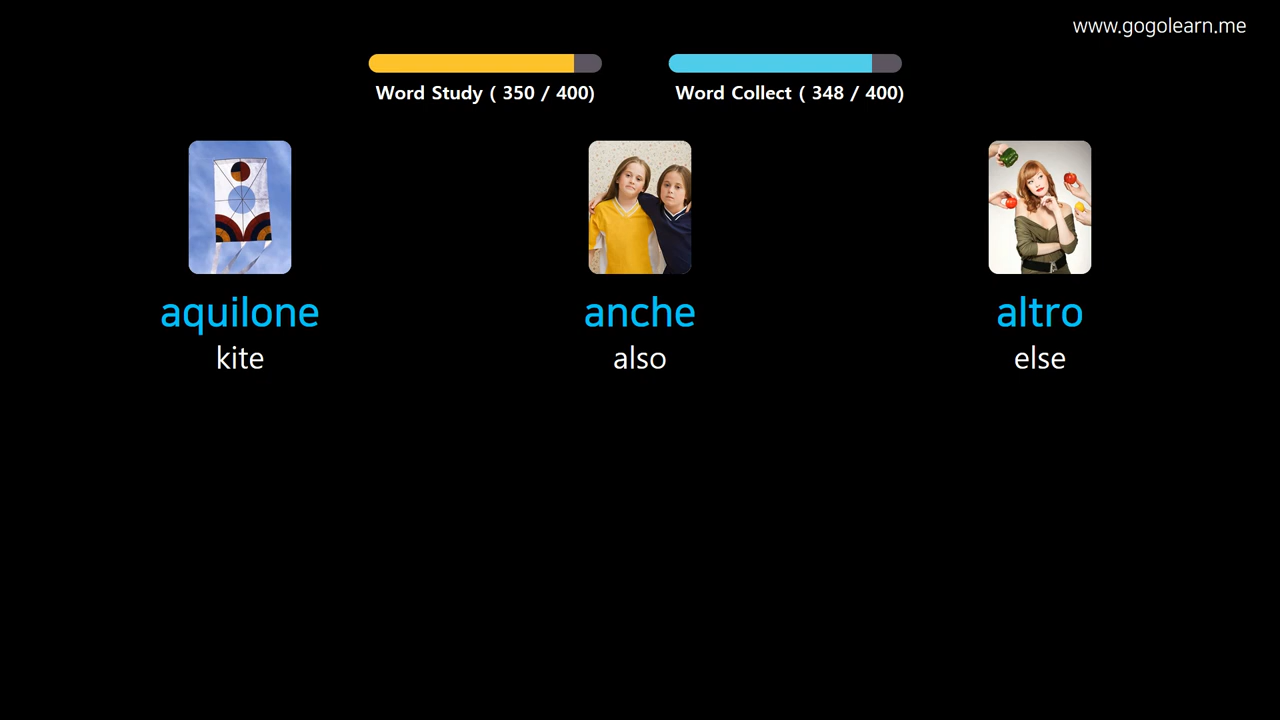 www.gogolearn.me
Word Study ( 350 / 400)
Word Collect ( 348 / 400)
aquilone
kite
anche
also
altro
else